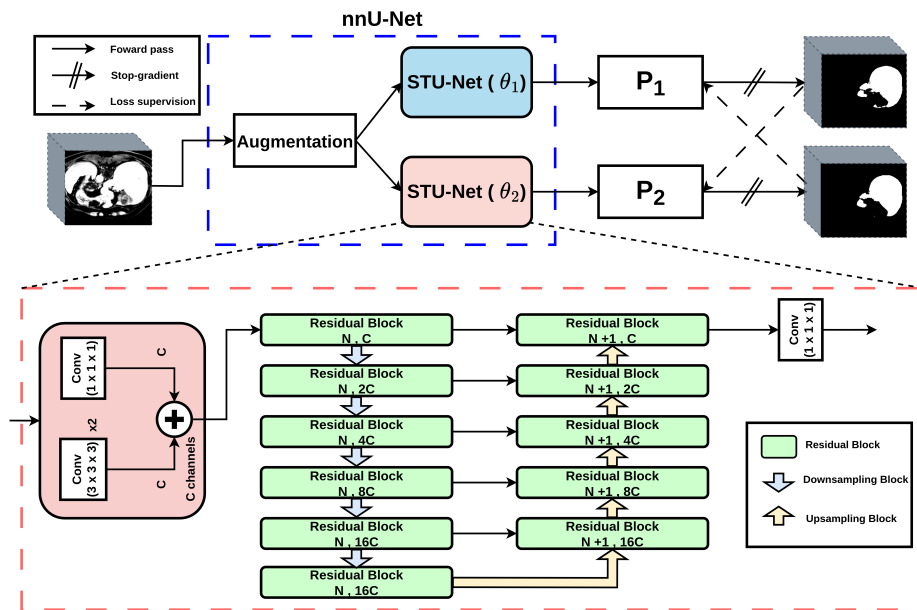 nnU-Net
Foward pass
Stop-gradient
Loss supervision
Augmentation
STU-Net ( θ₁)
P₁
STU-Net ( θ₂)
P₂
Conv
(1 x 1 x 1)
C
x2
Conv
(3 x 3 x 3)
C
C channels
Residual Block
N , C
Residual Block
N +1 , C
Conv
(1 x 1 x 1)
Residual Block
N , 2C
Residual Block
N +1 , 2C
Residual Block
N , 4C
Residual Block
N +1 , 4C
Residual Block
N , 8C
Residual Block
N +1 , 8C
Residual Block
N , 16C
Residual Block
N +1 , 16C
Residual Block
N , 16C
Residual Block
Downsampling Block
Upsampling Block